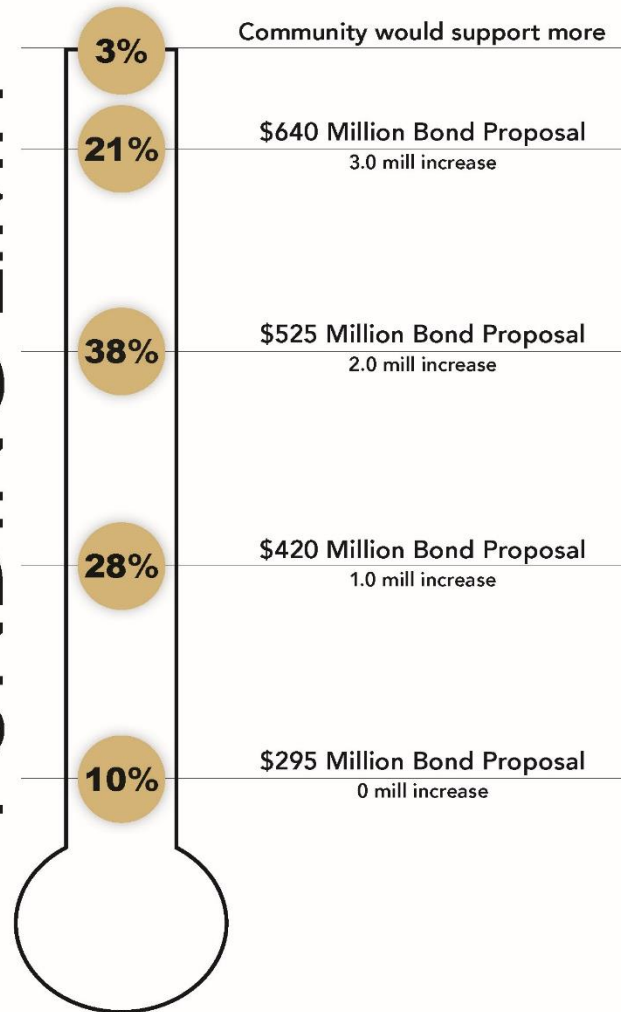 3%
Community would support more
21%
$640 Million Bond Proposal
3.0 mill increase
38%
$525 Million Bond Proposal
2.0 mill increase
28%
$420 Million Bond Proposal
1.0 mill increase
10%
$295 Million Bond Proposal
0 mill increase